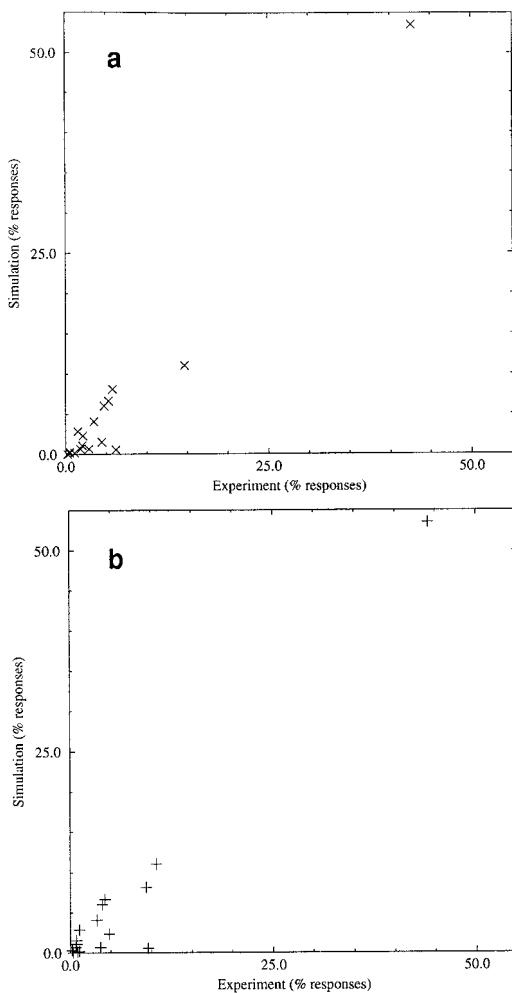 50.0
a
25.0
Simulation (% responses)
0.0
0.0 25.0 50.0
Experiment (% responses)
50.0
b
25.0
Simulation (% responses)
0.0
0.0 25.0 50.0
Experiment (% responses)